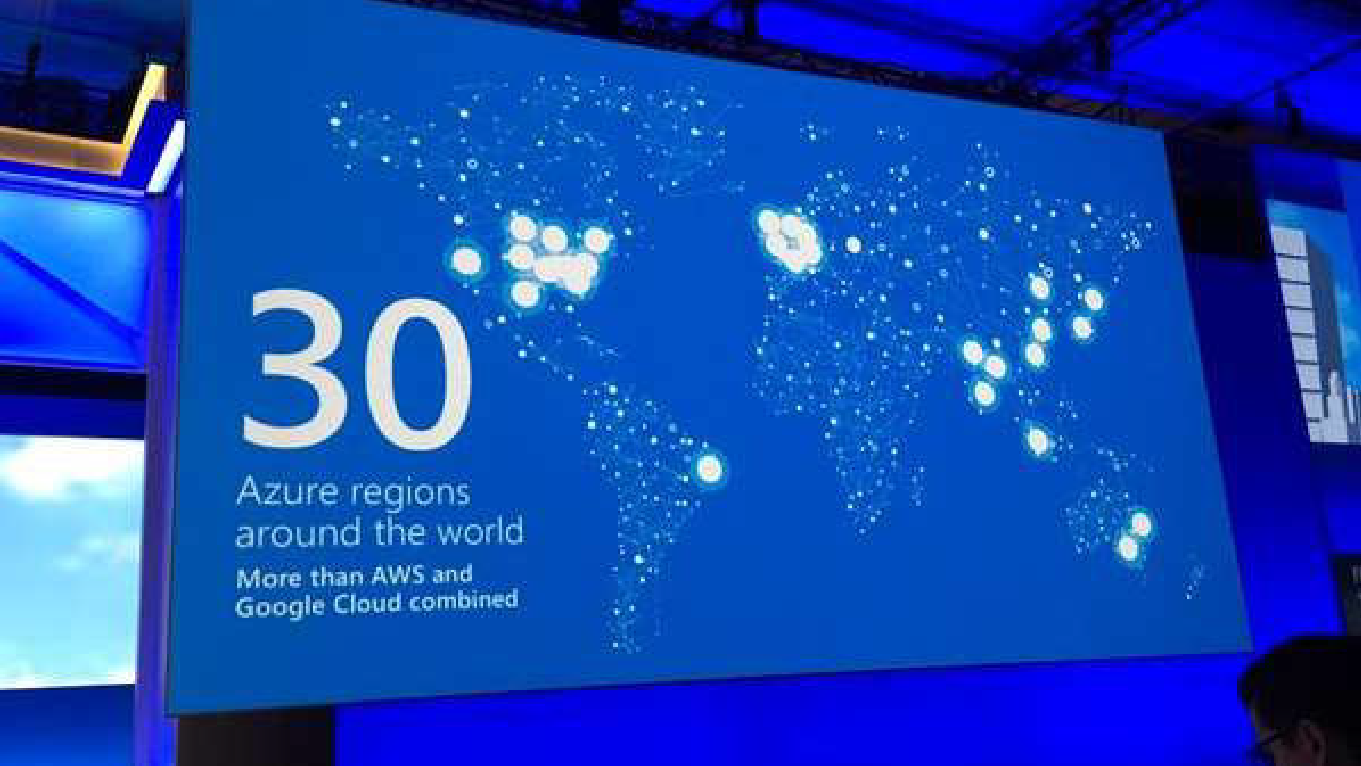 30
Azure regions
around the world
More than AWS and
Google Cloud combined